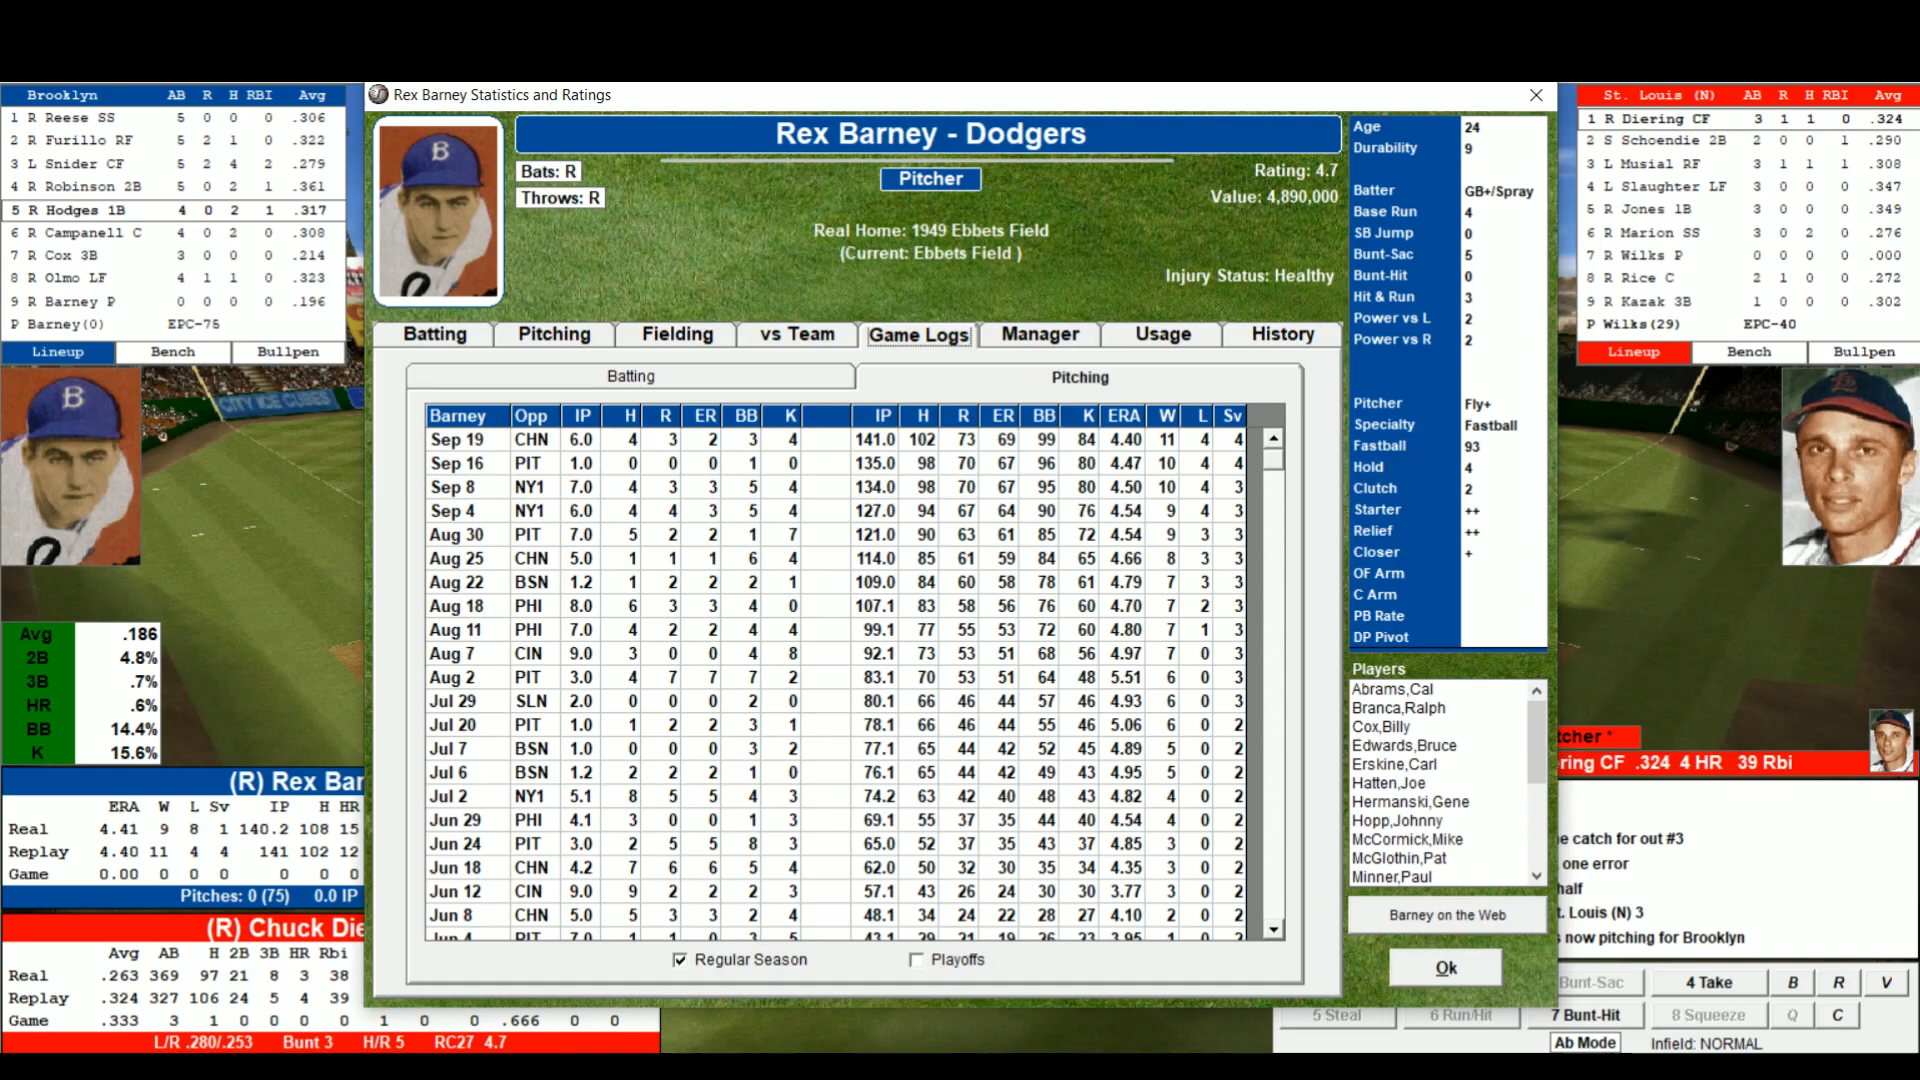 Rex Barney Statistics and Ratings
Brooklyn AB R H RBI Avg
1 R Reese SS 5 0 0 0 .306
2 R Furillo RF 5 2 1 0 .322
3 L Snider CF 5 2 4 2 .279
4 R Robinson 2B 5 0 2 1 .361
5 R Hodges 1B 4 0 2 1 .317
6 R Campanell C 4 0 2 0 .308
7 R Cox 3B 3 0 0 0 .214
8 R Olmo LF 4 1 1 0 .323
9 R Barney P 0 0 0 0 .196
P Barney(0) EPC-75
Lineup Bench Bullpen
CITY ICE CUBES
Rex Barney - Dodgers
Bats: R
Throws: R
Pitcher
Rating: 4.7
Value: 4,890,000
Real Home: 1949 Ebbets Field
(Current: Ebbets Field )
Injury Status: Healthy
Batting Pitching Fielding vs Team Game Logs Manager Usage History
Batting Pitching
Barney Opp IP H R ER BB K IP H R ER BB K ERA W L Sv
Sep 19 CHN 6.0 4 3 2 3 4 141.0 102 73 69 99 84 4.40 11 4 4
Sep 16 PIT 1.0 0 0 0 1 0 135.0 98 70 67 96 80 4.47 10 4 4
Sep 8 NY1 7.0 4 3 3 5 4 134.0 98 70 67 95 80 4.50 10 4 3
Sep 4 NY1 6.0 4 4 3 5 4 127.0 94 67 64 90 76 4.54 9 4 3
Aug 30 PIT 7.0 5 2 2 1 7 121.0 90 63 61 85 72 4.54 9 3 3
Aug 25 CHN 5.0 1 1 1 6 4 114.0 85 61 59 84 65 4.66 8 3 3
Aug 22 BSN 1.2 1 2 2 2 1 109.0 84 60 58 78 61 4.79 7 3 3
Aug 18 PHI 8.0 6 3 3 4 0 107.1 83 58 56 76 60 4.70 7 2 3
Aug 11 PHI 7.0 4 2 2 4 4 99.1 77 55 53 72 60 4.80 7 1 3
Aug 7 CIN 9.0 3 0 0 4 8 92.1 73 53 51 68 56 4.97 7 0 3
Aug 2 PIT 3.0 4 7 7 7 2 83.1 70 53 51 64 48 5.51 6 0 3
Jul 29 SLN 2.0 0 0 0 2 0 80.1 66 46 44 57 46 4.93 6 0 3
Jul 20 PIT 1.0 1 2 2 3 1 78.1 66 46 44 55 46 5.06 6 0 2
Jul 7 BSN 1.0 0 0 0 3 2 77.1 65 44 42 52 45 4.89 5 0 2
Jul 6 BSN 1.2 2 2 2 1 0 76.1 65 44 42 49 43 4.95 5 0 2
Jul 2 NY1 5.1 8 5 5 4 3 74.2 63 42 40 48 43 4.82 4 0 2
Jun 29 PHI 4.1 3 0 0 1 3 69.1 55 37 35 44 40 4.54 4 0 2
Jun 24 PIT 3.0 2 5 5 8 3 65.0 52 37 35 43 37 4.85 3 0 2
Jun 18 CHN 4.2 7 6 6 5 4 62.0 50 32 30 35 34 4.35 3 0 2
Jun 12 CIN 9.0 9 2 2 2 3 57.1 43 26 24 30 30 3.77 3 0 2
Jun 8 CHN 5.0 5 3 3 2 4 48.1 34 24 22 28 27 4.10 2 0 2
Jun 4 PIT 7.0 1 1 0 3 5 43.1 29 21 19 26 23 3.95 1 0 2
Regular Season Playoffs
Age 24
Durability 9
Batter GB+/Spray
Base Run 4
SB Jump 0
Bunt-Sac 5
Bunt-Hit 0
Hit & Run 3
Power vs L 2
Power vs R 2
Pitcher Fly+
Specialty Fastball
Fastball 93
Hold 4
Clutch 2
Starter ++
Relief ++
Closer +
OF Arm
C Arm
PB Rate
DP Pivot
Players
Abrams,Cal
Branca,Ralph
Cox,Billy
Edwards,Bruce
Erskine,Carl
Hatten,Joe
Hermanski,Gene
Hopp,Johnny
McCormick,Mike
McGlothin,Pat
Minner,Paul
Barney on the Web
Ok
St. Louis (N) AB R H RBI Avg
1 R Diering CF 3 1 1 0 .324
2 S Schoendie 2B 2 0 0 1 .290
3 L Musial RF 3 1 1 1 .308
4 L Slaughter LF 3 0 0 0 .347
5 R Jones 1B 3 0 0 0 .349
6 R Marion SS 3 0 2 0 .276
7 R Wilks P 0 0 0 0 .000
8 R Rice C 2 1 0 0 .272
9 R Kazak 3B 1 0 0 0 .302
P Wilks(29) EPC-40
Lineup Bench Bullpen
Avg .186
2B 4.8%
3B .7%
HR .6%
BB 14.4%
K 15.6%
(R) Rex Bar
ERA W L Sv IP H HR
Real 4.41 9 8 1 140.2 108 15
Replay 4.40 11 4 4 141 102 12
Game 0.00 0 0 0 0 0 0
Pitches: 0 (75) 0.0 IP
(R) Chuck Die
Avg AB H 2B 3B HR Rbi
Real .263 369 97 21 8 3 38
Replay .324 327 106 24 5 4 39
Game .333 3 1 0 0 0 0 1 0 0 .666 0 0
L/R .280/.253 Bunt 3 H/R 5 RC27 4.7
tcher *
ring CF .324 4 HR 39 Rbi
e catch for out #3
one error
half
t. Louis (N) 3
now pitching for Brooklyn
Bunt-Sac 4 Take B R V
5 Steal 6 Run/Hit 7 Bunt-Hit 8 Squeeze Q C
Ab Mode Infield: NORMAL